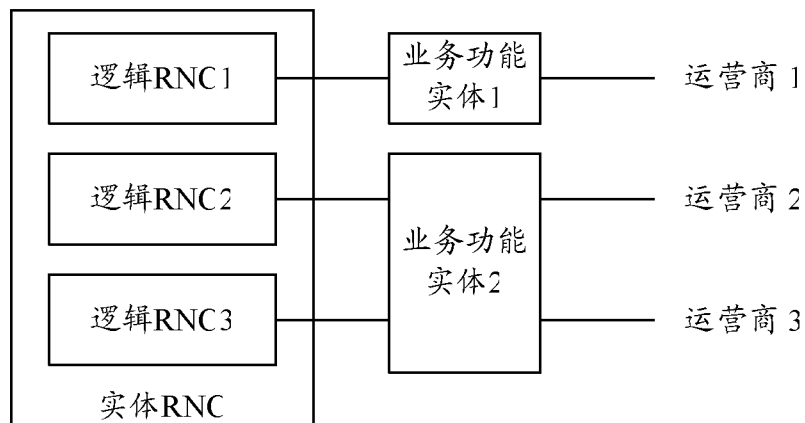 逻辑RNC1
业务功能
实体1
运营商 1
逻辑RNC2
业务功能
实体2
运营商 2
逻辑RNC3
运营商 3
实体RNC